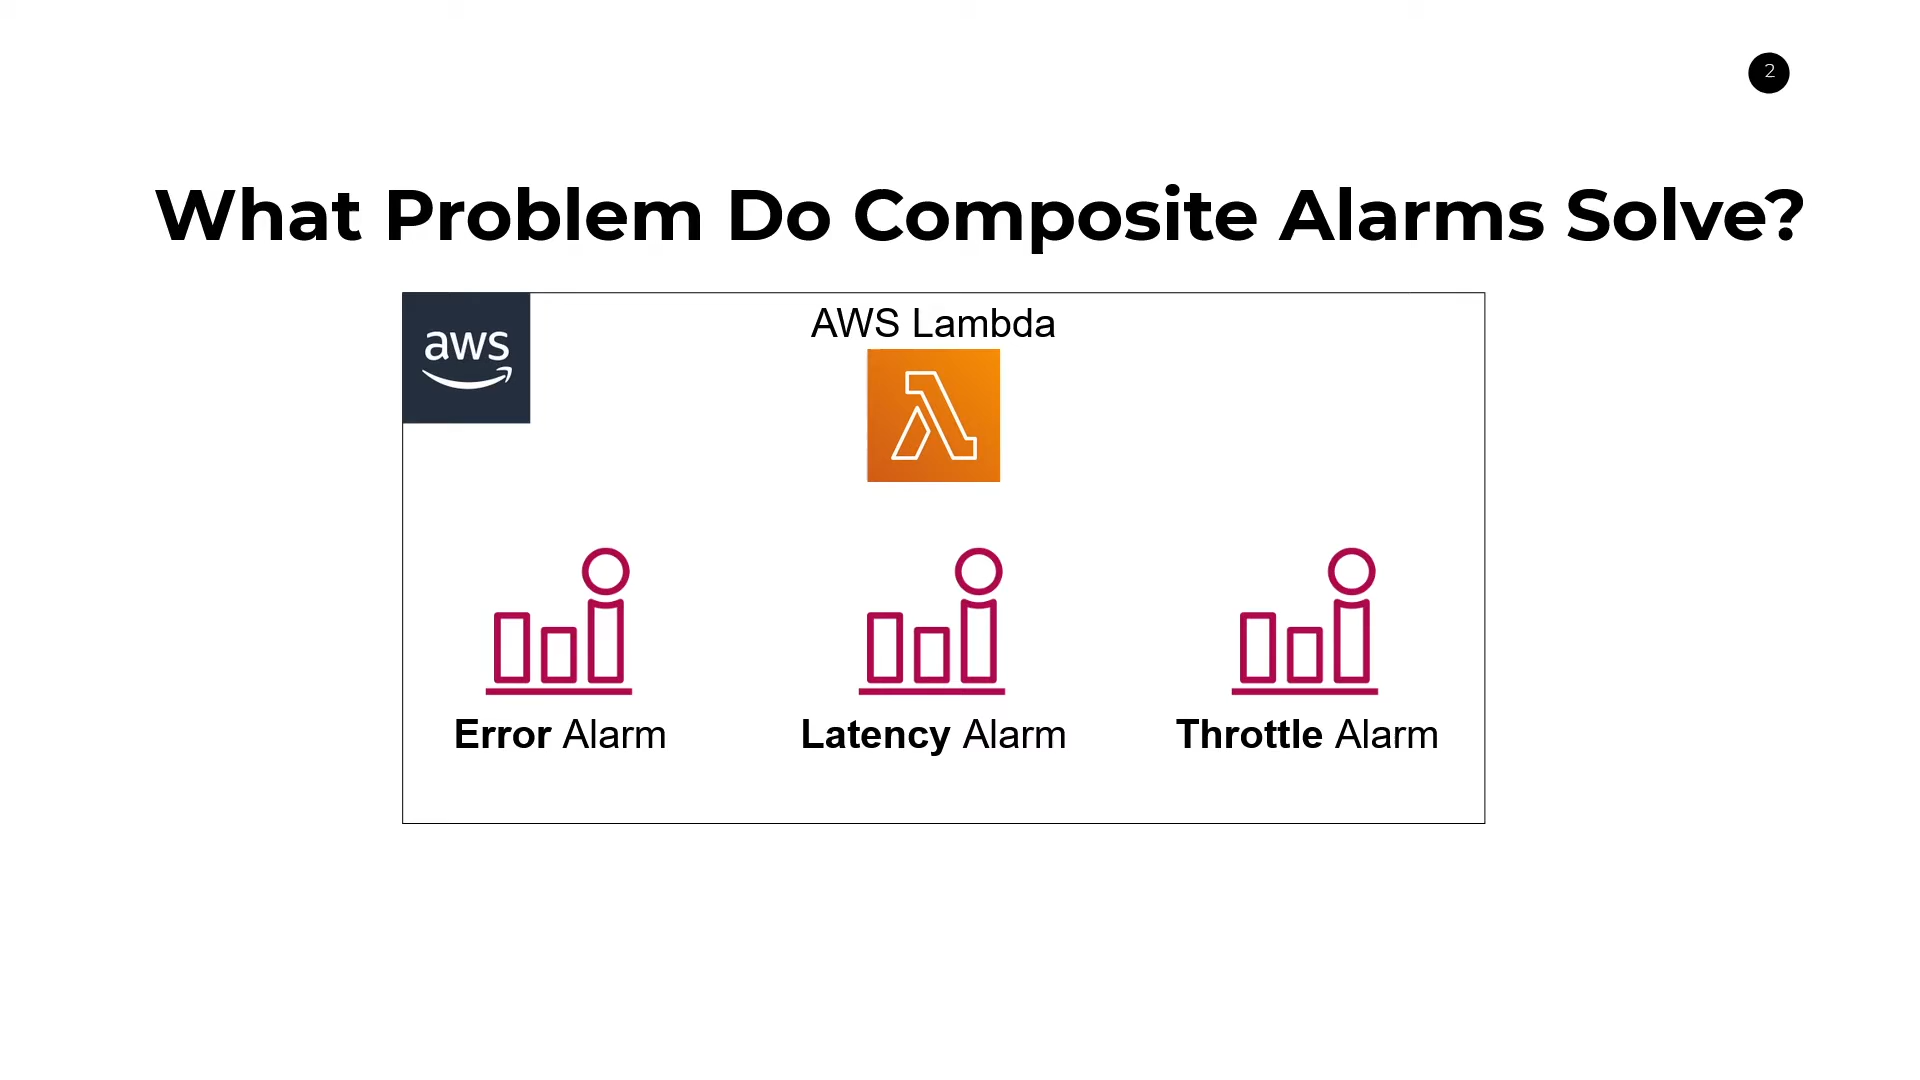 2
What Problem Do Composite Alarms Solve?
aws
AWS Lambda
Error Alarm
Latency Alarm
Throttle Alarm